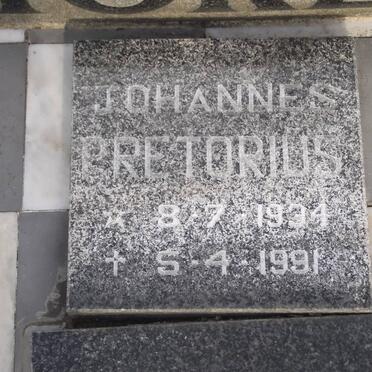 JOHANNES
PRETORIUS
* 8-7-1934
† 5-4-1991